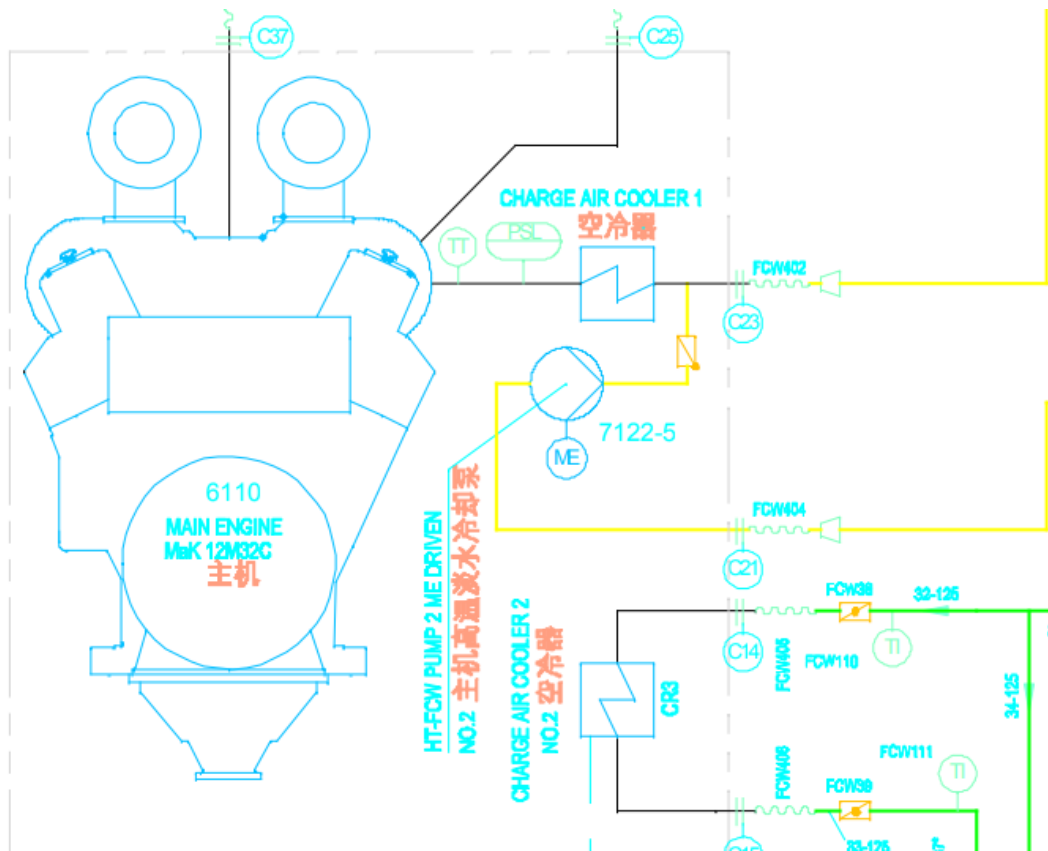 C37
C25
CHARGE AIR COOLER 1
空冷器
TT
PSL
FCW402
C23
7122-5
ME
6110
MAIN ENGINE
MaK 12M32C
主机
HT-FCW PUMP 2 ME DRIVEN
NO.2 主机高温淡水冷却泵
FCW404
C21
CHARGE AIR COOLER 2
NO.2 空冷器
CR3
C14
FCW405
FCW38
32-125
FCW110
TI
34-125
FCW406
FCW39
FCW111
TI
33-125